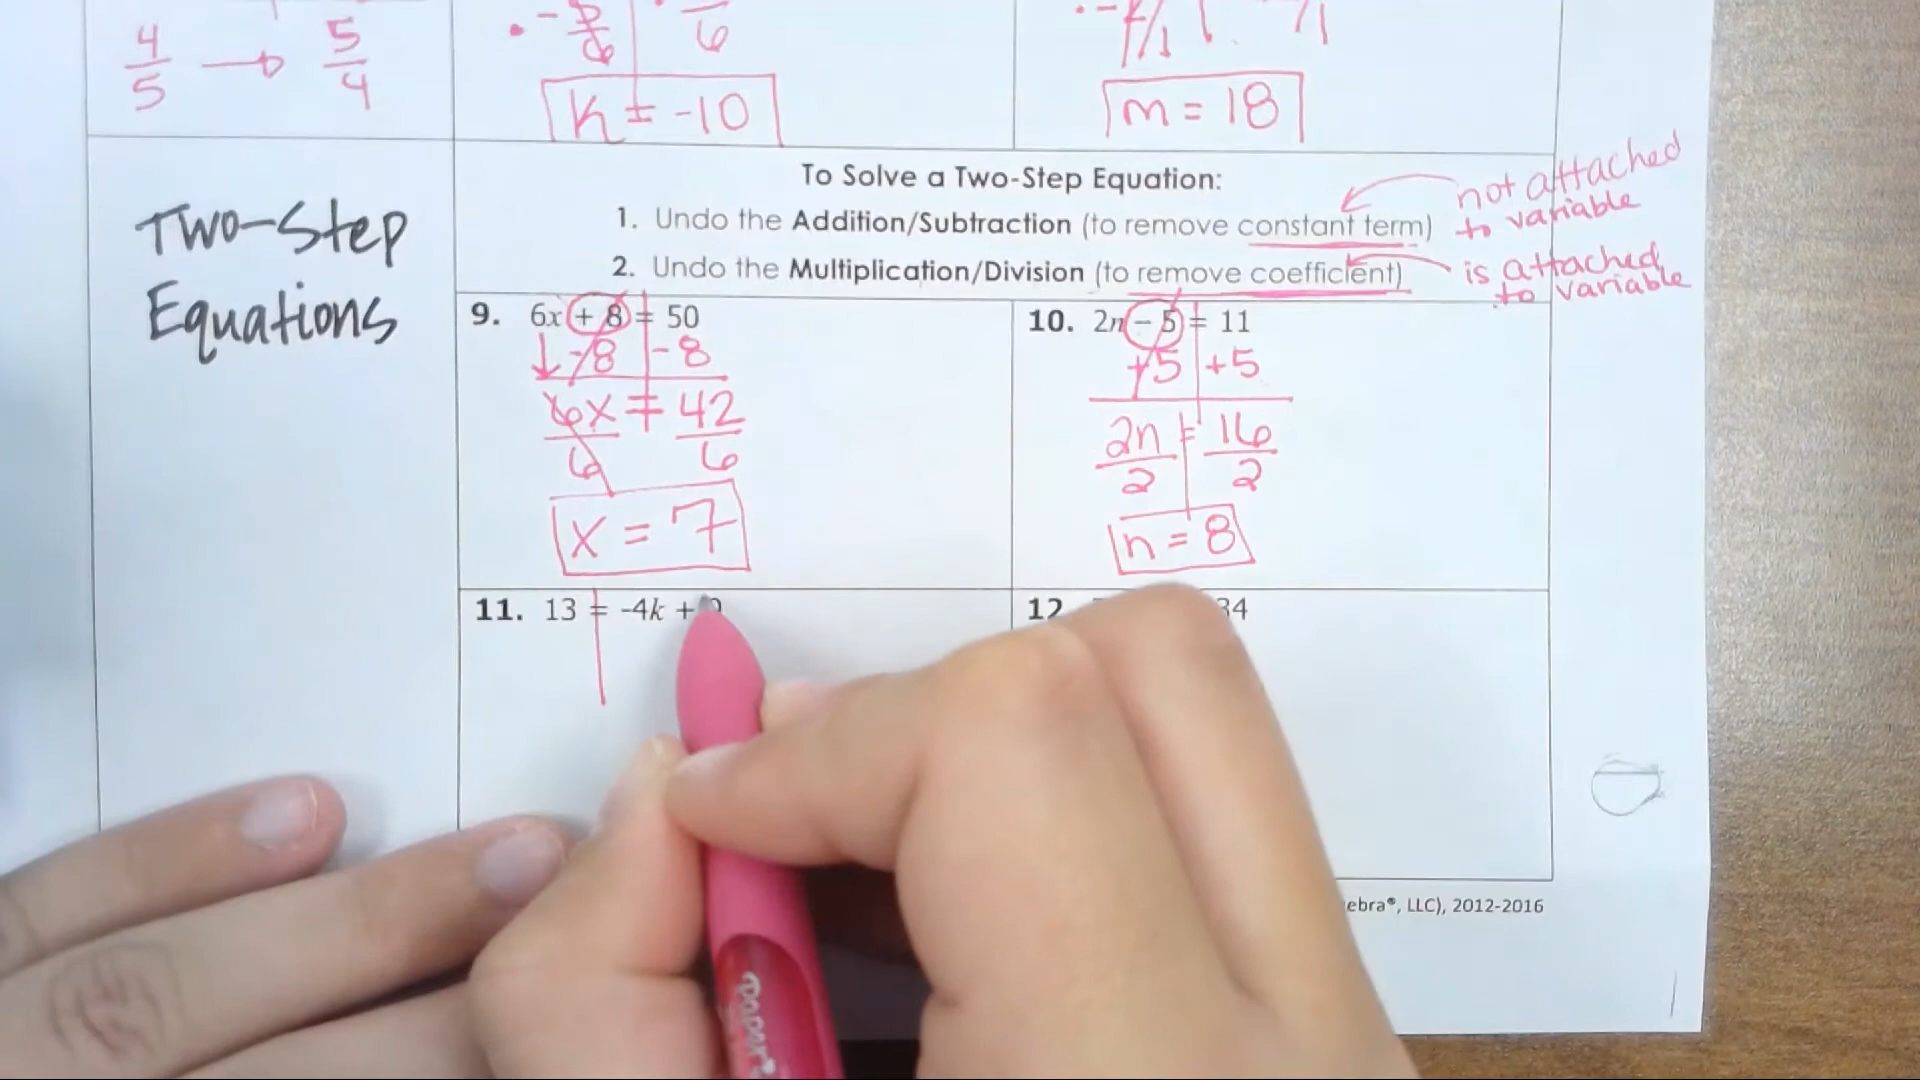 4/5 → 5/4
6
K = -10
m = 18
Two-Step
Equations
To Solve a Two-Step Equation:
1. Undo the Addition/Subtraction (to remove constant term)
not attached
to variable
2. Undo the Multiplication/Division (to remove coefficient)
is attached
to variable
9. 6x + 8 = 50
-8 -8
6x = 42
6 6
x = 7
10. 2n - 5 = 11
+5 +5
2n = 16
2 2
n = 8
11. 13 = -4k +
12
34
LLC), 2012-2016